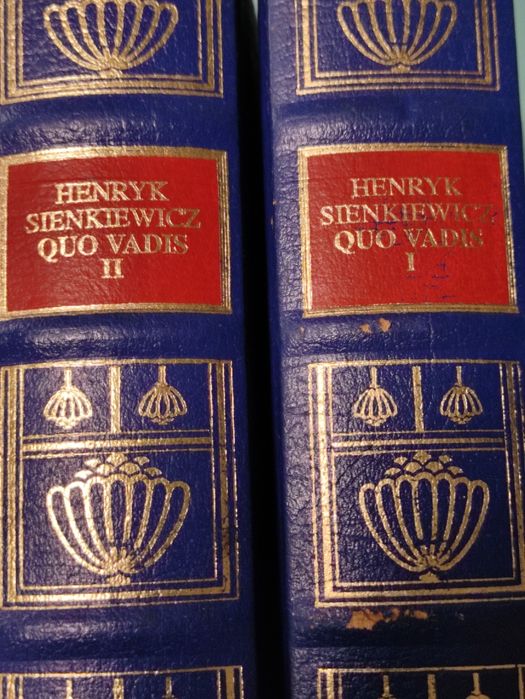 HENRYK
SIENKIEWICZ
QUO VADIS
II
HENRYK
SIENKIEWICZ
QUO VADIS
I